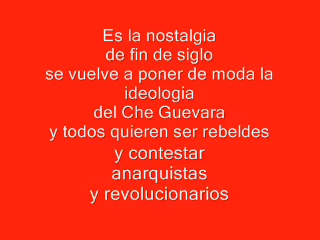 Es la nostalgia
de fin de siglo
se vuelve a poner de moda la
ideologia
del Che Guevara
y todos quieren ser rebeldes
y contestar
anarquistas
y revolucionarios